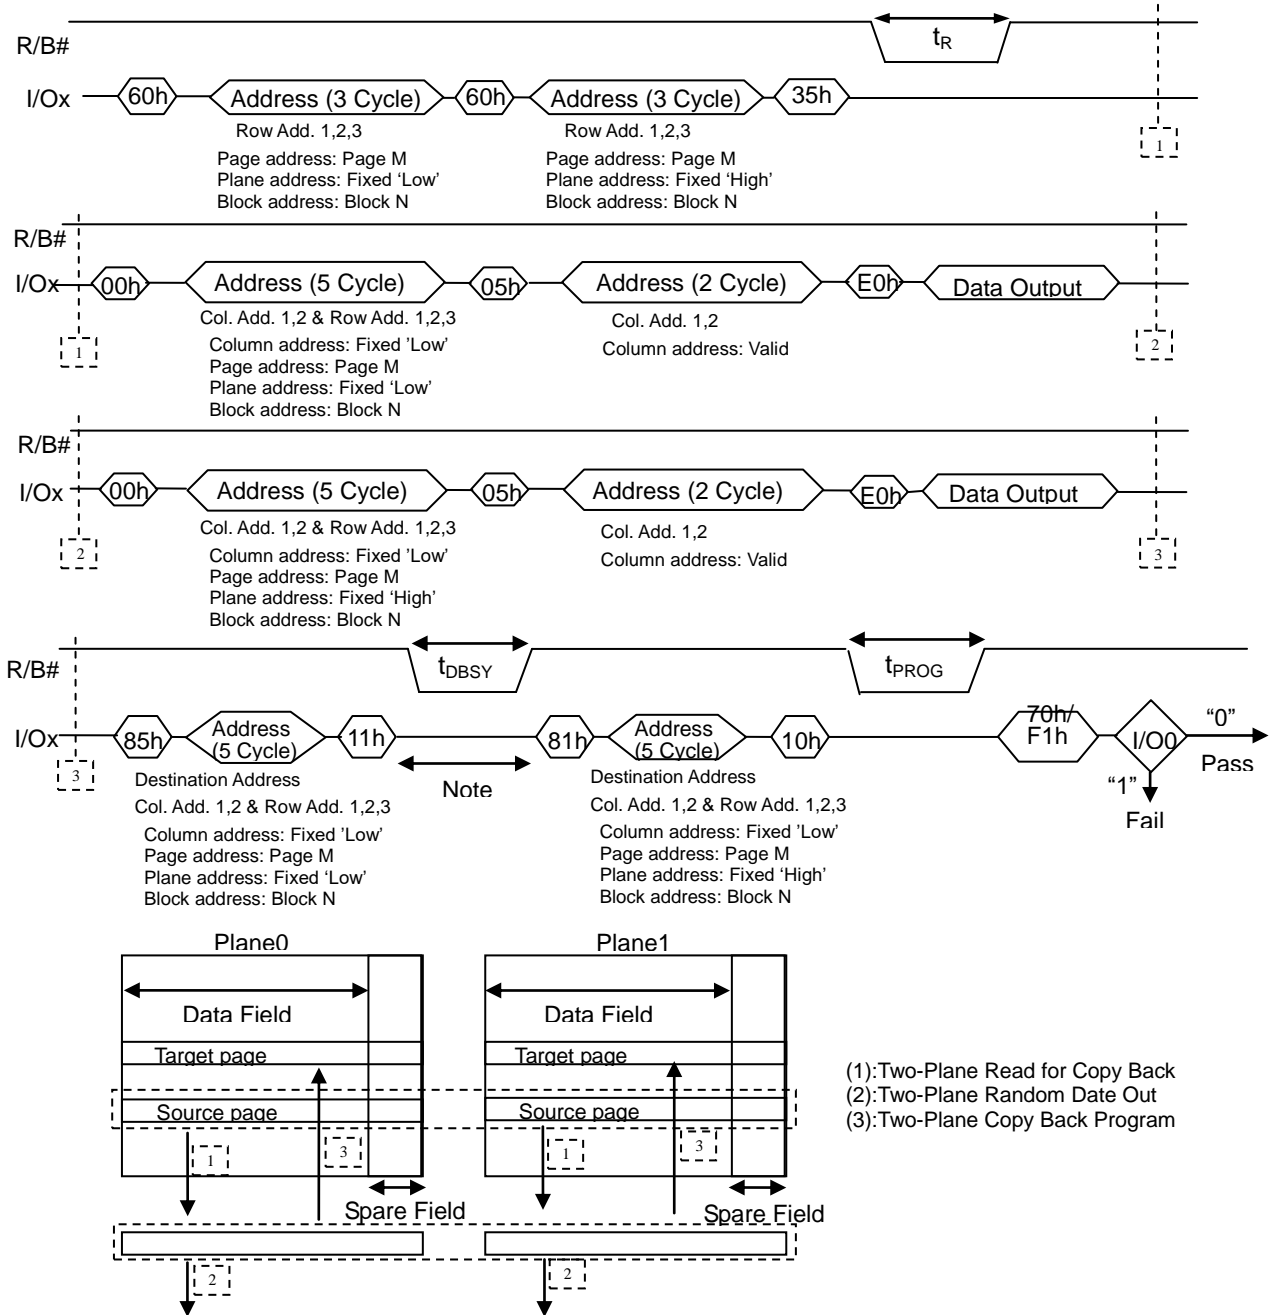 R/B#
t_R
I/Ox 60h Address (3 Cycle) 60h Address (3 Cycle) 35h
Row Add. 1,2,3 Row Add. 1,2,3
Page address: Page M Page address: Page M
Plane address: Fixed ‘Low’ Plane address: Fixed ‘High’
Block address: Block N Block address: Block N
1
R/B#
I/Ox 00h Address (5 Cycle) 05h Address (2 Cycle) E0h Data Output
Col. Add. 1,2 & Row Add. 1,2,3 Col. Add. 1,2
Column address: Fixed ’Low’ Column address: Valid
Page address: Page M
Plane address: Fixed ‘Low’
Block address: Block N
1 2
R/B#
I/Ox 00h Address (5 Cycle) 05h Address (2 Cycle) E0h Data Output
Col. Add. 1,2 & Row Add. 1,2,3 Col. Add. 1,2
Column address: Fixed ’Low’ Column address: Valid
Page address: Page M
Plane address: Fixed ‘High’
Block address: Block N
2 3
R/B# t_DBSY t_PROG
I/Ox 85h Address (5 Cycle) 11h 81h Address (5 Cycle) 10h 70h/ F1h I/O0 “0”
Pass
“1”
Fail
3 Note
Destination Address Destination Address
Col. Add. 1,2 & Row Add. 1,2,3 Col. Add. 1,2 & Row Add. 1,2,3
Column address: Fixed ’Low’ Column address: Fixed ’Low’
Page address: Page M Page address: Page M
Plane address: Fixed ‘Low’ Plane address: Fixed ‘High’
Block address: Block N Block address: Block N
Plane0 Plane1
Data Field Data Field
Target page Target page
Source page Source page
1 3 1 3
Spare Field Spare Field
2 2
(1):Two-Plane Read for Copy Back
(2):Two-Plane Random Date Out
(3):Two-Plane Copy Back Program